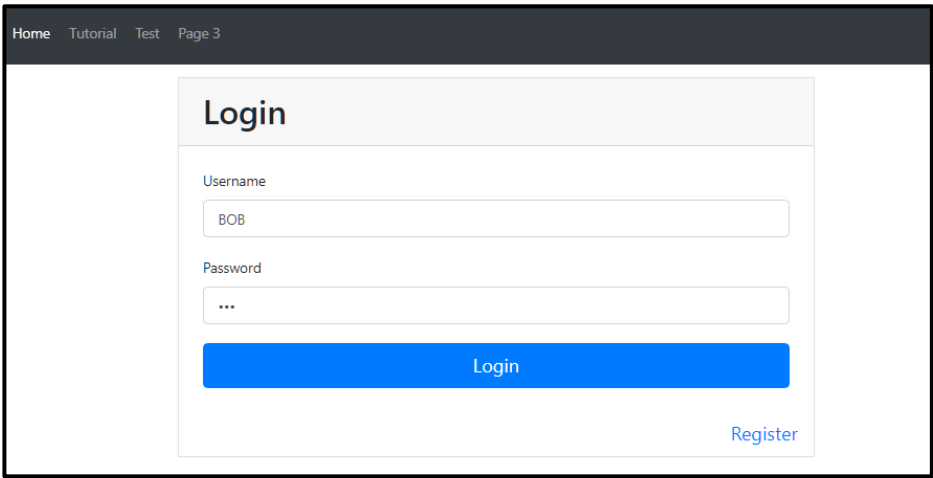 Home Tutorial Test Page 3
Login
Username
BOB
Password
•••
Login
Register